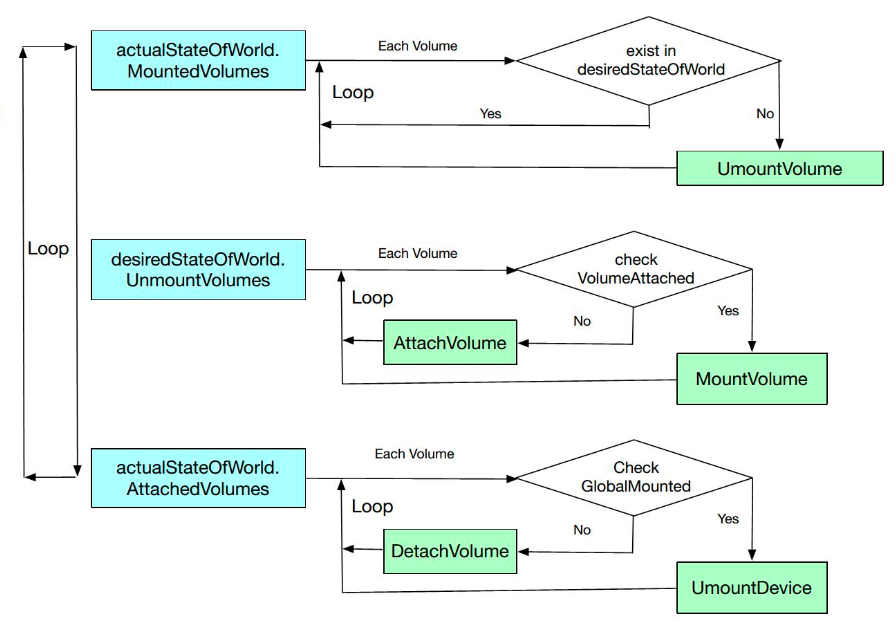 actualStateOfWorld.
MountedVolumes
Each Volume
exist in
desiredStateOfWorld
Loop
Yes
No
UmountVolume
Loop
desiredStateOfWorld.
UnmountVolumes
Each Volume
check
VolumeAttached
Loop
No
Yes
AttachVolume
MountVolume
actualStateOfWorld.
AttachedVolumes
Each Volume
Check
GlobalMounted
Loop
No
Yes
DetachVolume
UmountDevice